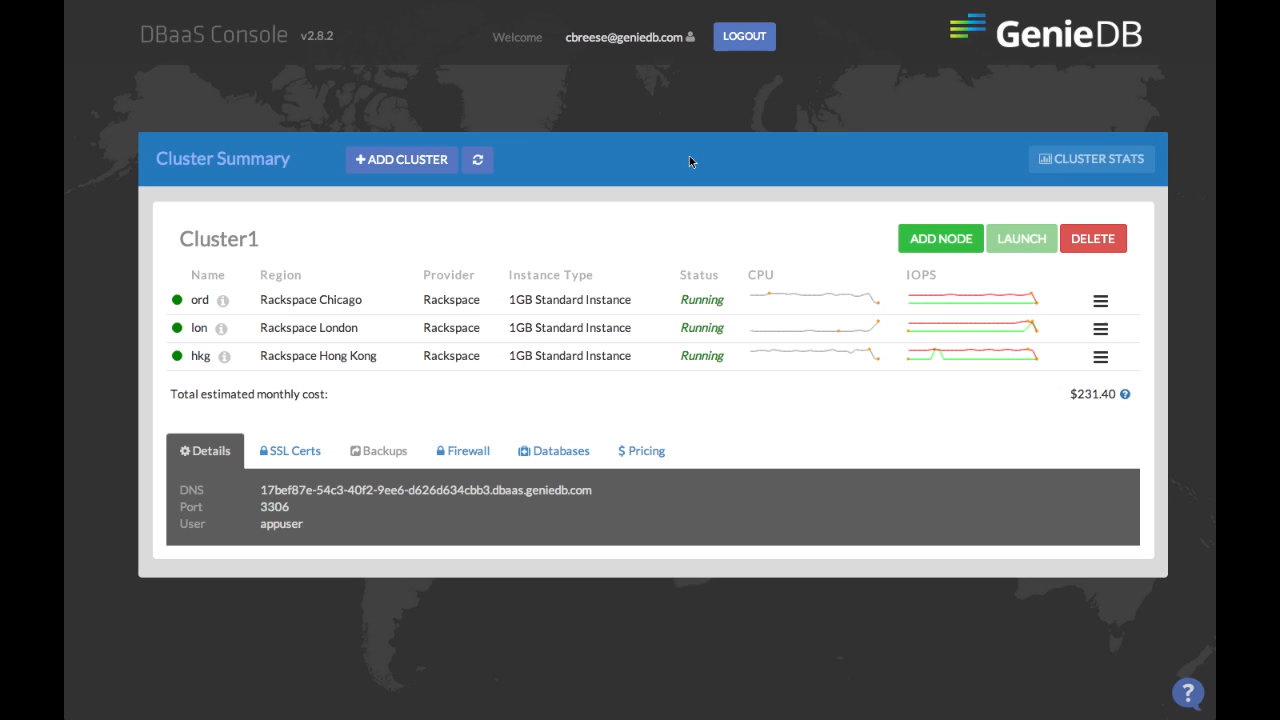 DBaaS Console v2.8.2 Welcome cbreese@geniedb.com LOGOUT GenieDB
Cluster Summary + ADD CLUSTER CLUSTER STATS
Cluster1 ADD NODE LAUNCH DELETE
Name Region Provider Instance Type Status CPU IOPS
ord Rackspace Chicago Rackspace 1GB Standard Instance Running
lon Rackspace London Rackspace 1GB Standard Instance Running
hkg Rackspace Hong Kong Rackspace 1GB Standard Instance Running
Total estimated monthly cost: $231.40 ?
Details SSL Certs Backups Firewall Databases $ Pricing
DNS 17bef87e-54c3-40f2-9ee6-d626d634cbb3.dbaas.geniedb.com
Port 3306
User appuser
?